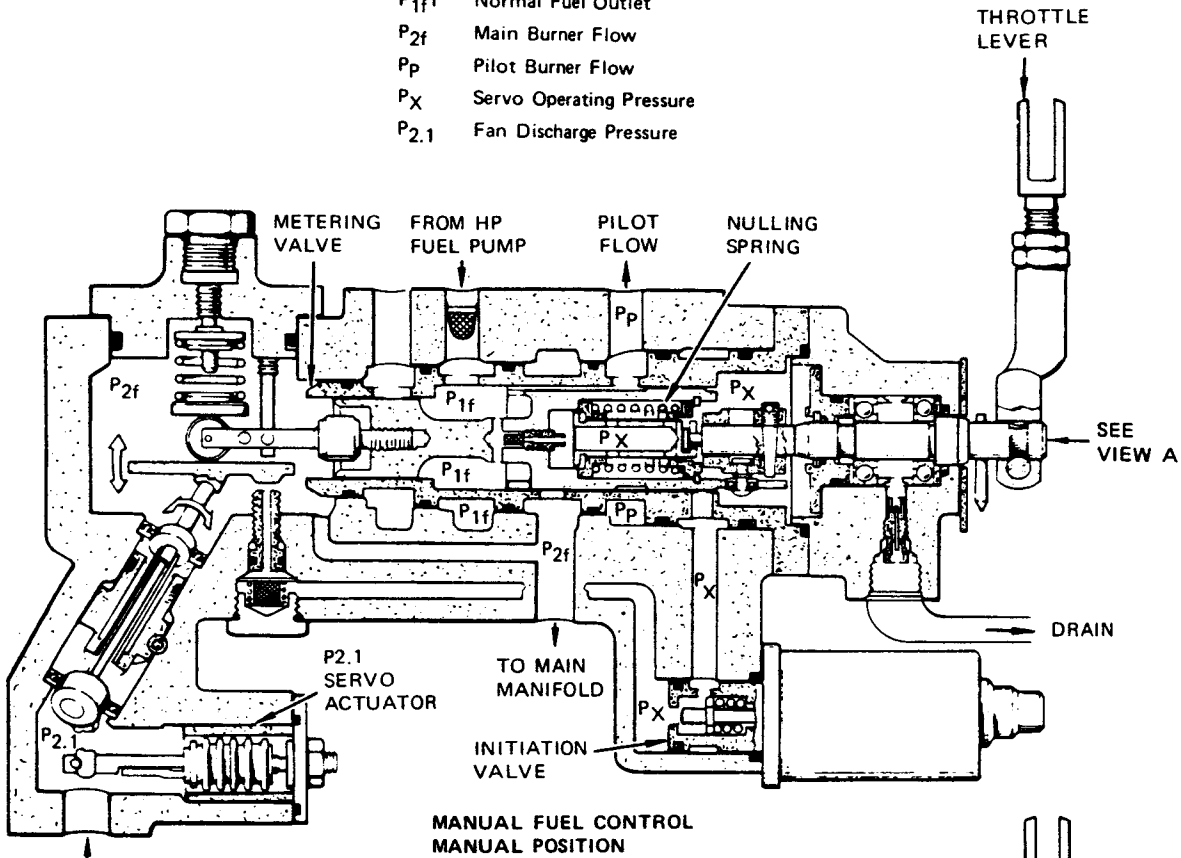 P1f1 Normal Fuel Outlet
P2f Main Burner Flow
PP Pilot Burner Flow
PX Servo Operating Pressure
P2.1 Fan Discharge Pressure
THROTTLE
LEVER
METERING
VALVE
FROM HP
FUEL PUMP
PILOT
FLOW
NULLING
SPRING
PP
P2f
P1f
PX
PX
SEE
VIEW A
P1f
P1f
PP
P2f
PX
DRAIN
P2.1
SERVO
ACTUATOR
TO MAIN
MANIFOLD
PX
P2.1
INITIATION
VALVE
MANUAL FUEL CONTROL
MANUAL POSITION